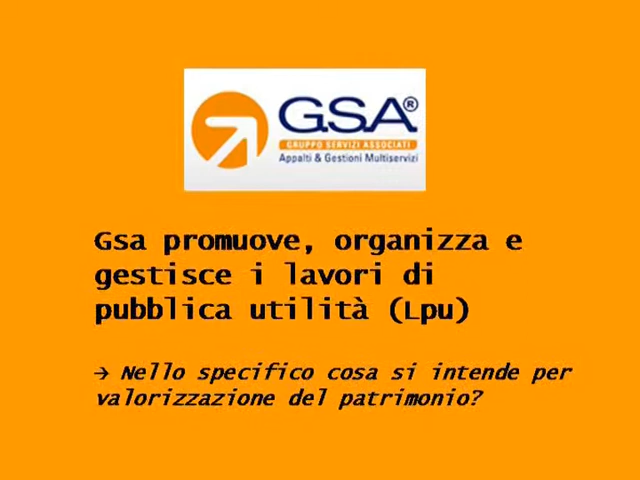 GSA®
GRUPPO SERVIZI ASSOCIATI
Appalti & Gestioni Multiservizi
Gsa promuove, organizza e
gestisce i lavori di
pubblica utilità (Lpu)
→ Nello specifico cosa si intende per
valorizzazione del patrimonio?